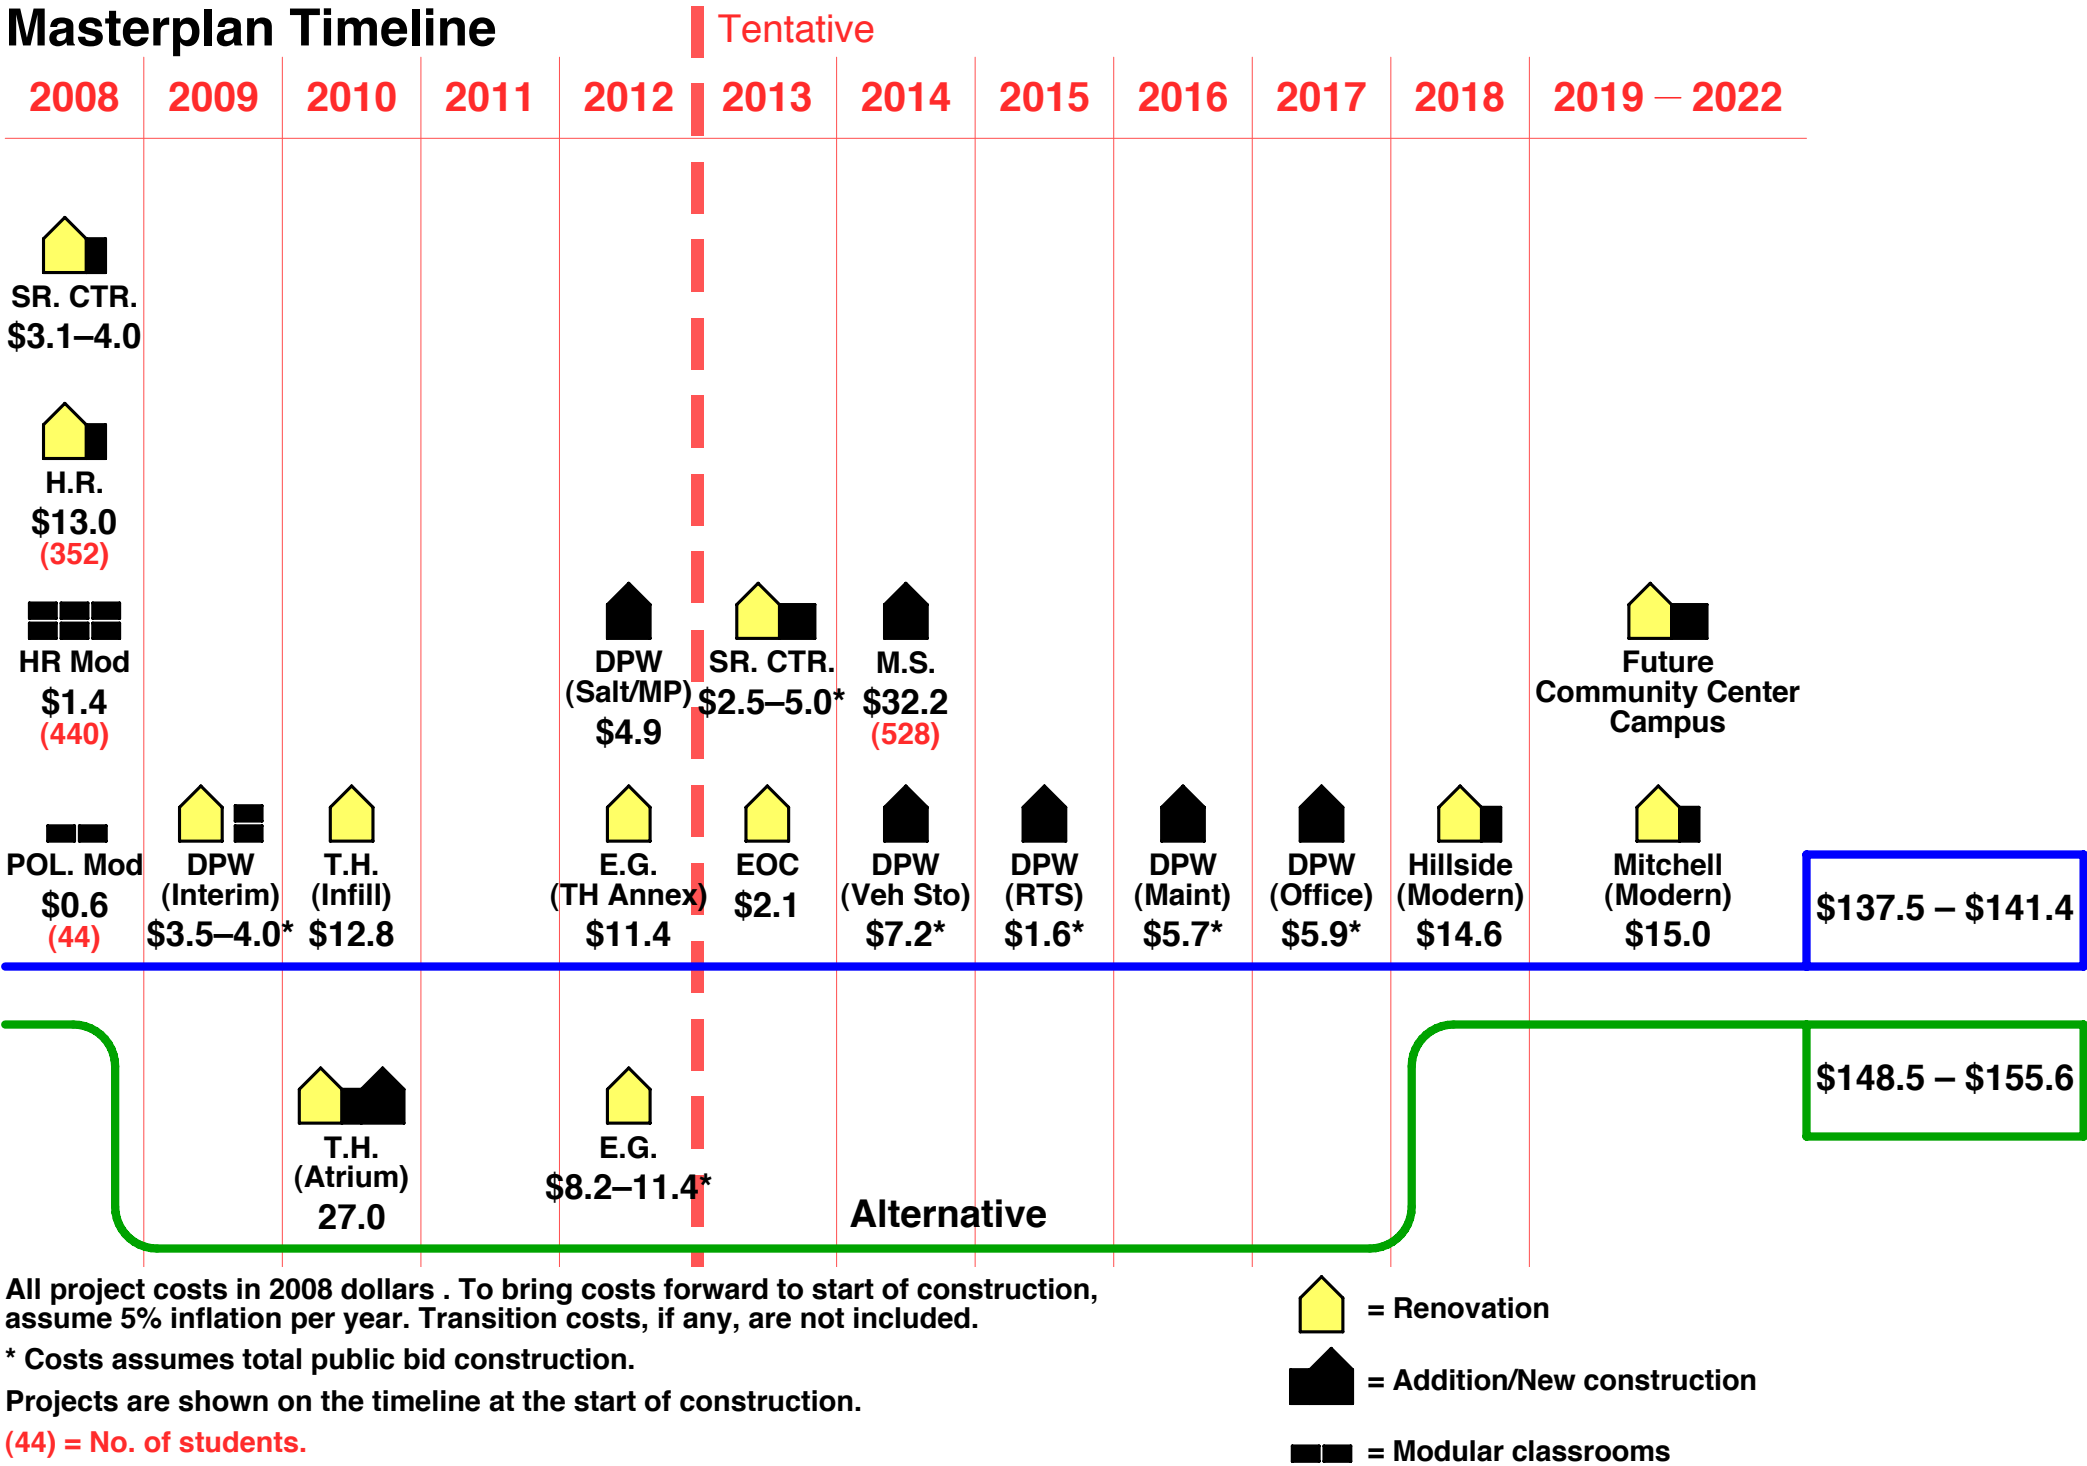 Masterplan Timeline
Tentative
2008 2009 2010 2011 2012 2013 2014 2015 2016 2017 2018 2019 — 2022
SR. CTR.
$3.1–4.0
H.R.
$13.0
(352)
HR Mod
$1.4
(440)
DPW
(Salt/MP)
$4.9
SR. CTR.
$2.5–5.0*
M.S.
$32.2
(528)
Future
Community Center
Campus
POL. Mod
$0.6
(44)
DPW
(Interim)
$3.5–4.0*
T.H.
(Infill)
$12.8
E.G.
(TH Annex)
$11.4
EOC
$2.1
DPW
(Veh Sto)
$7.2*
DPW
(RTS)
$1.6*
DPW
(Maint)
$5.7*
DPW
(Office)
$5.9*
Hillside
(Modern)
$14.6
Mitchell
(Modern)
$15.0
$137.5 – $141.4
T.H.
(Atrium)
27.0
E.G.
$8.2–11.4*
Alternative
$148.5 – $155.6
All project costs in 2008 dollars . To bring costs forward to start of construction,
assume 5% inflation per year. Transition costs, if any, are not included.
* Costs assumes total public bid construction.
Projects are shown on the timeline at the start of construction.
(44) = No. of students.
= Renovation
= Addition/New construction
= Modular classrooms